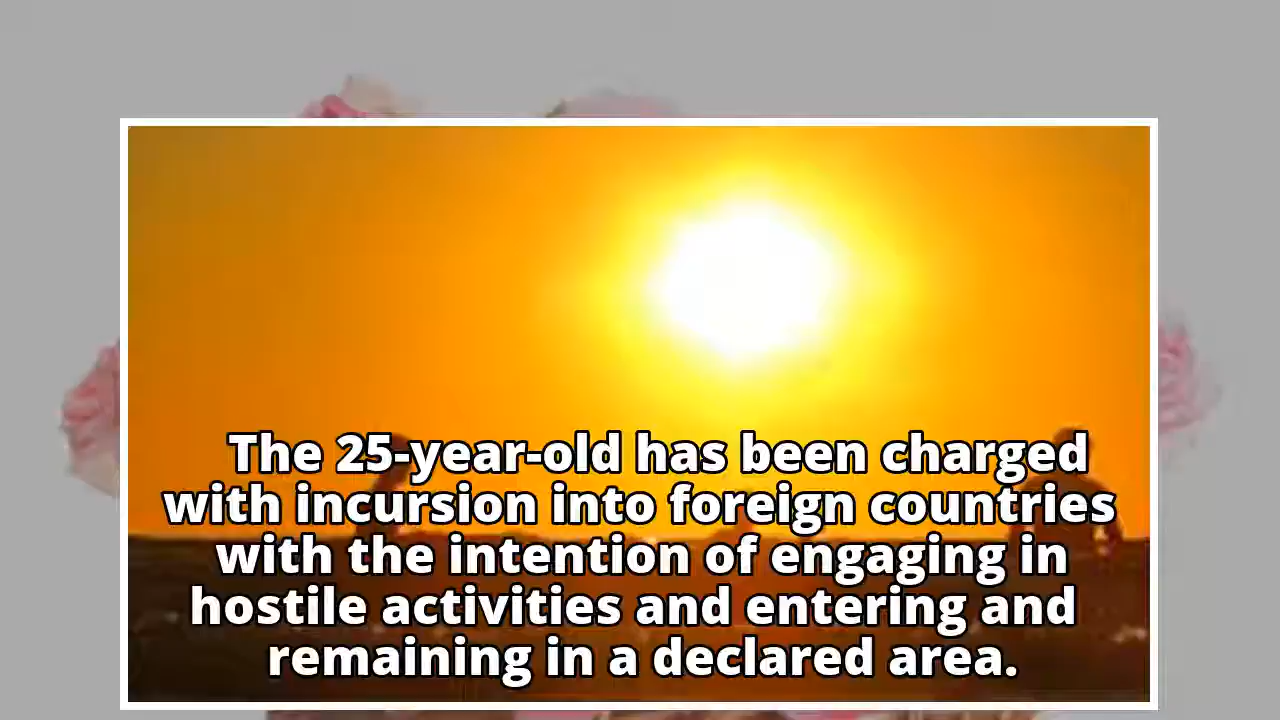 The 25-year-old has been charged
with incursion into foreign countries
with the intention of engaging in
hostile activities and entering and
remaining in a declared area.